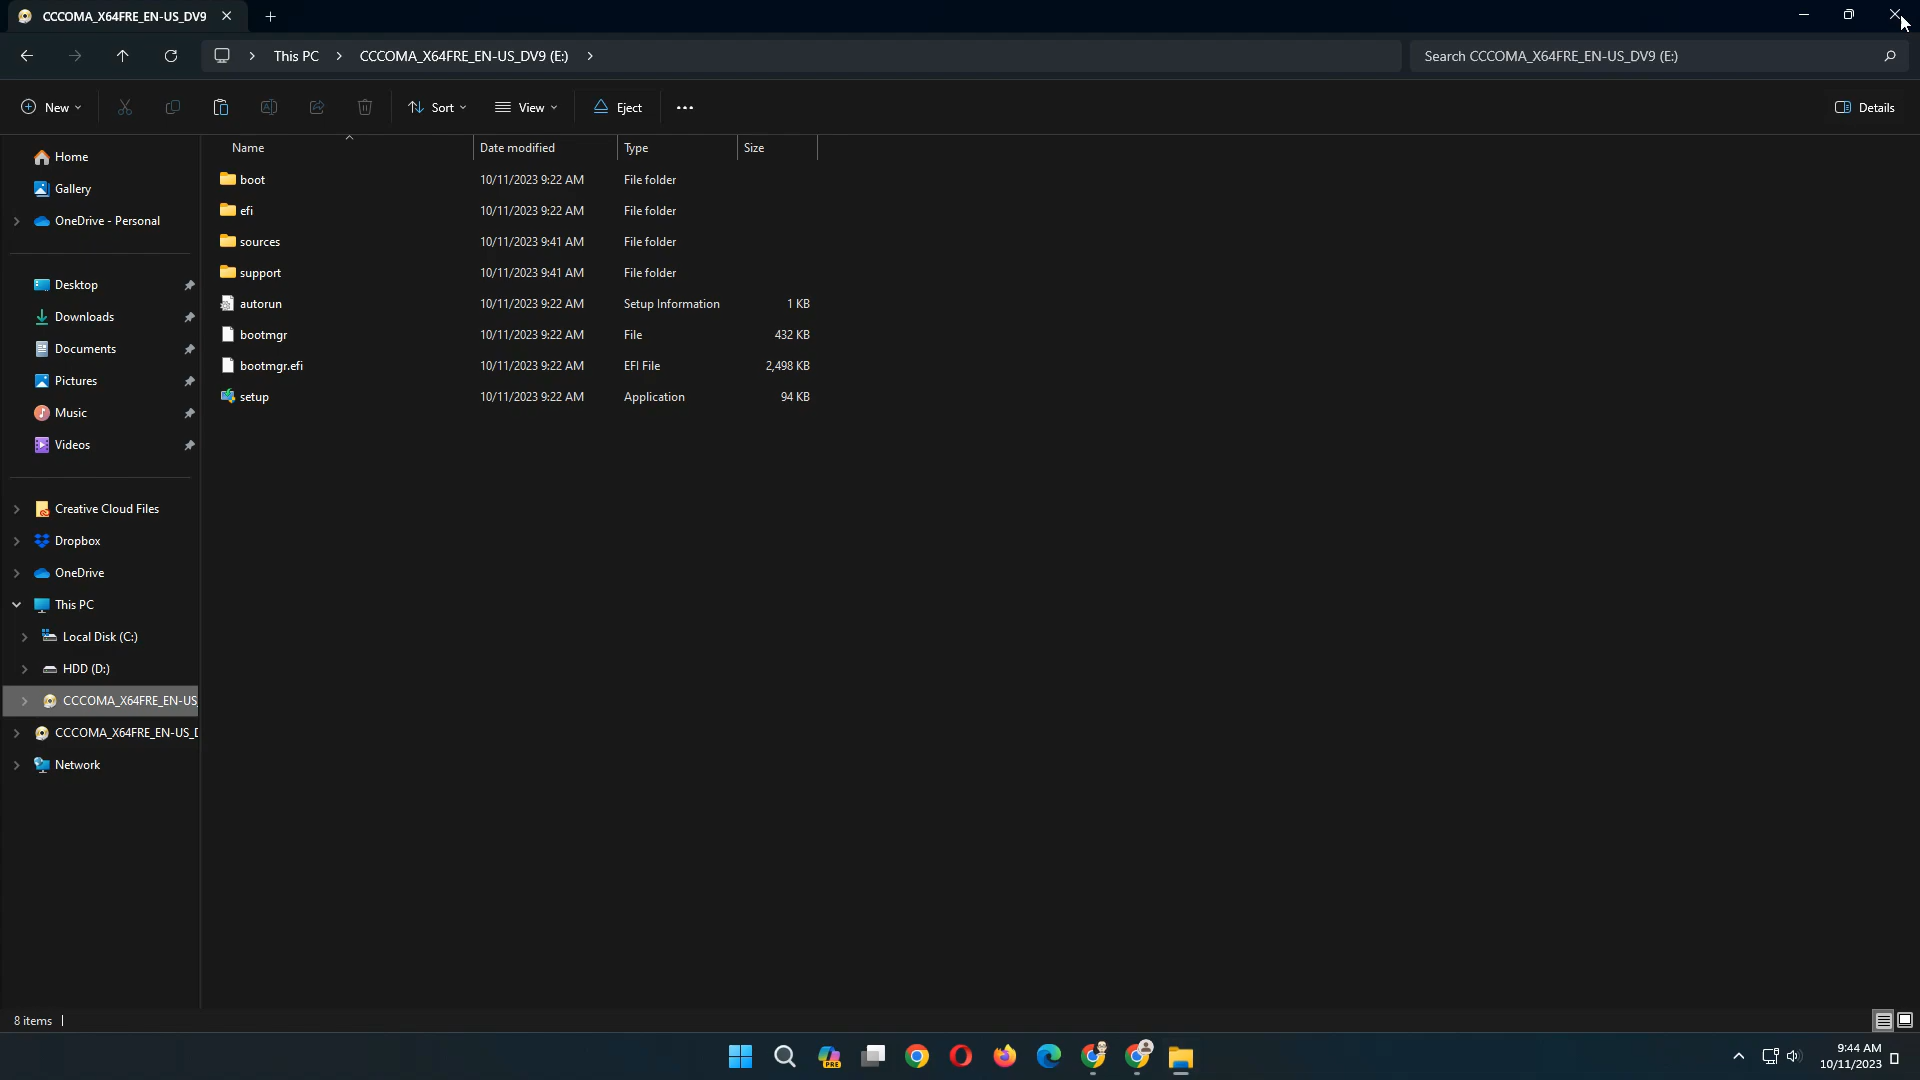 CCCOMA_X64FRE_EN-US_DV9
This PC
CCCOMA_X64FRE_EN-US_DV9 (E:)
Search CCCOMA_X64FRE_EN-US_DV9 (E:)
New
Sort
View
Eject
Details
Name Date modified Type Size
boot 10/11/2023 9:22 AM File folder
efi 10/11/2023 9:22 AM File folder
sources 10/11/2023 9:41 AM File folder
support 10/11/2023 9:41 AM File folder
autorun 10/11/2023 9:22 AM Setup Information 1 KB
bootmgr 10/11/2023 9:22 AM File 432 KB
bootmgr.efi 10/11/2023 9:22 AM EFI File 2,498 KB
setup 10/11/2023 9:22 AM Application 94 KB
Home
Gallery
OneDrive - Personal
Desktop
Downloads
Documents
Pictures
Music
Videos
Creative Cloud Files
Dropbox
OneDrive
This PC
Local Disk (C:)
HDD (D:)
CCCOMA_X64FRE_EN-US_
CCCOMA_X64FRE_EN-US_D
Network
8 items
PRE
9:44 AM
10/11/2023